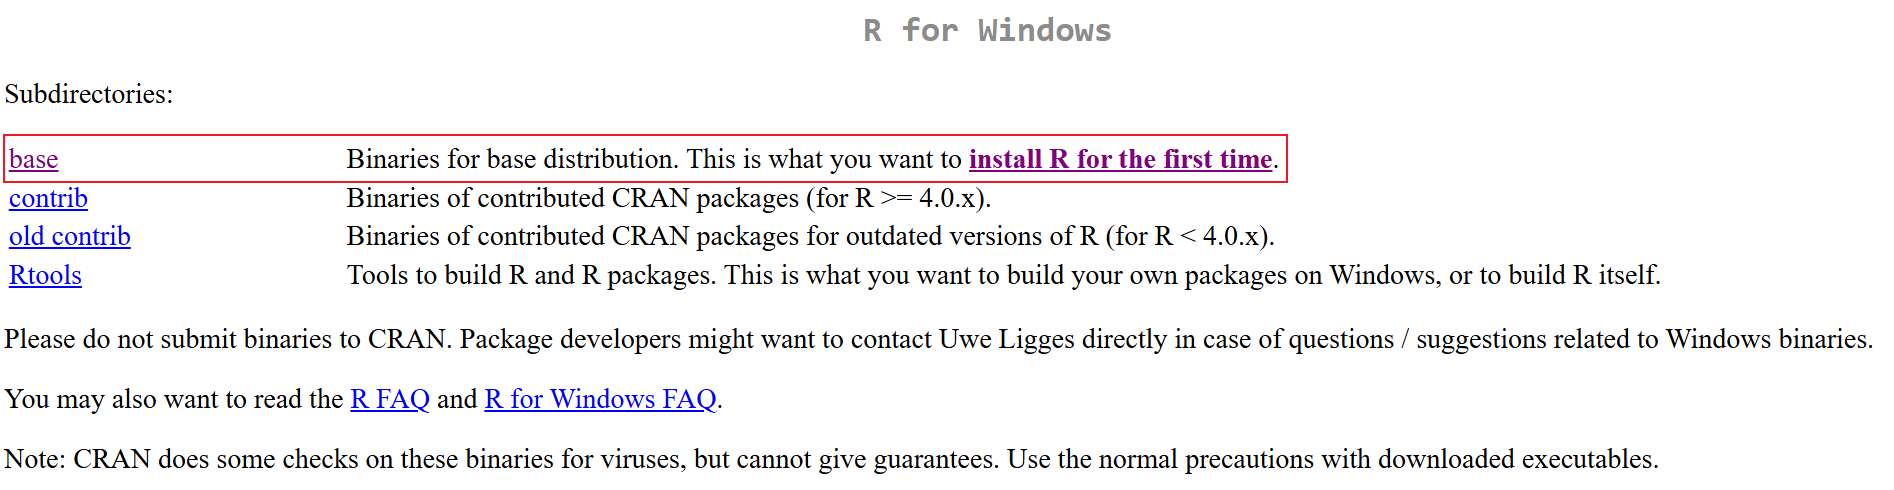 R for Windows
Subdirectories:
base Binaries for base distribution. This is what you want to install R for the first time.
contrib Binaries of contributed CRAN packages (for R >= 4.0.x).
old contrib Binaries of contributed CRAN packages for outdated versions of R (for R < 4.0.x).
Rtools Tools to build R and R packages. This is what you want to build your own packages on Windows, or to build R itself.
Please do not submit binaries to CRAN. Package developers might want to contact Uwe Ligges directly in case of questions / suggestions related to Windows binaries.
You may also want to read the R FAQ and R for Windows FAQ.
Note: CRAN does some checks on these binaries for viruses, but cannot give guarantees. Use the normal precautions with downloaded executables.